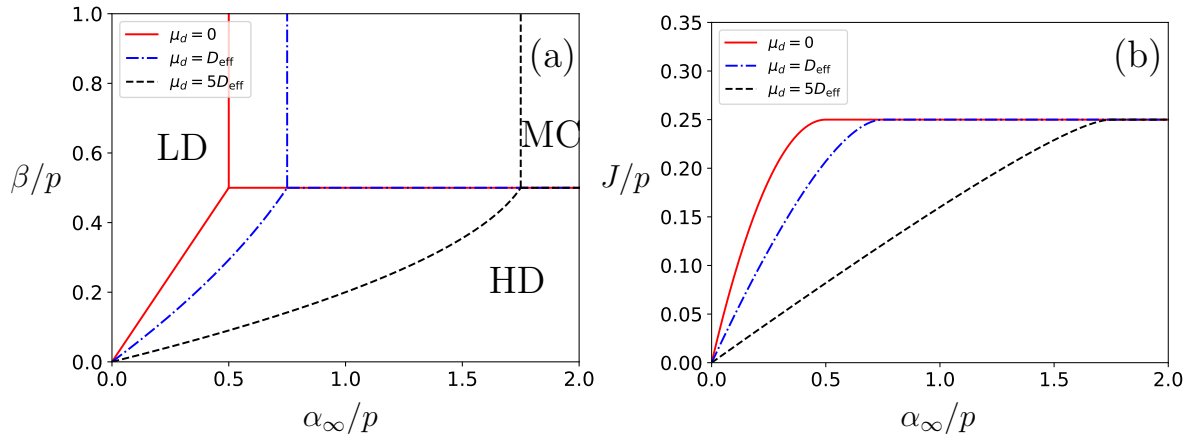 1.0
0.8
0.6
0.4
0.2
0.0
β/p
μ_d = 0
μ_d = D_eff
μ_d = 5D_eff
(a)
LD
MC
HD
0.0 0.5 1.0 1.5 2.0
α_∞/p
0.35
0.30
0.25
0.20
0.15
0.10
0.05
0.00
J/p
μ_d = 0
μ_d = D_eff
μ_d = 5D_eff
(b)
0.0 0.5 1.0 1.5 2.0
α_∞/p